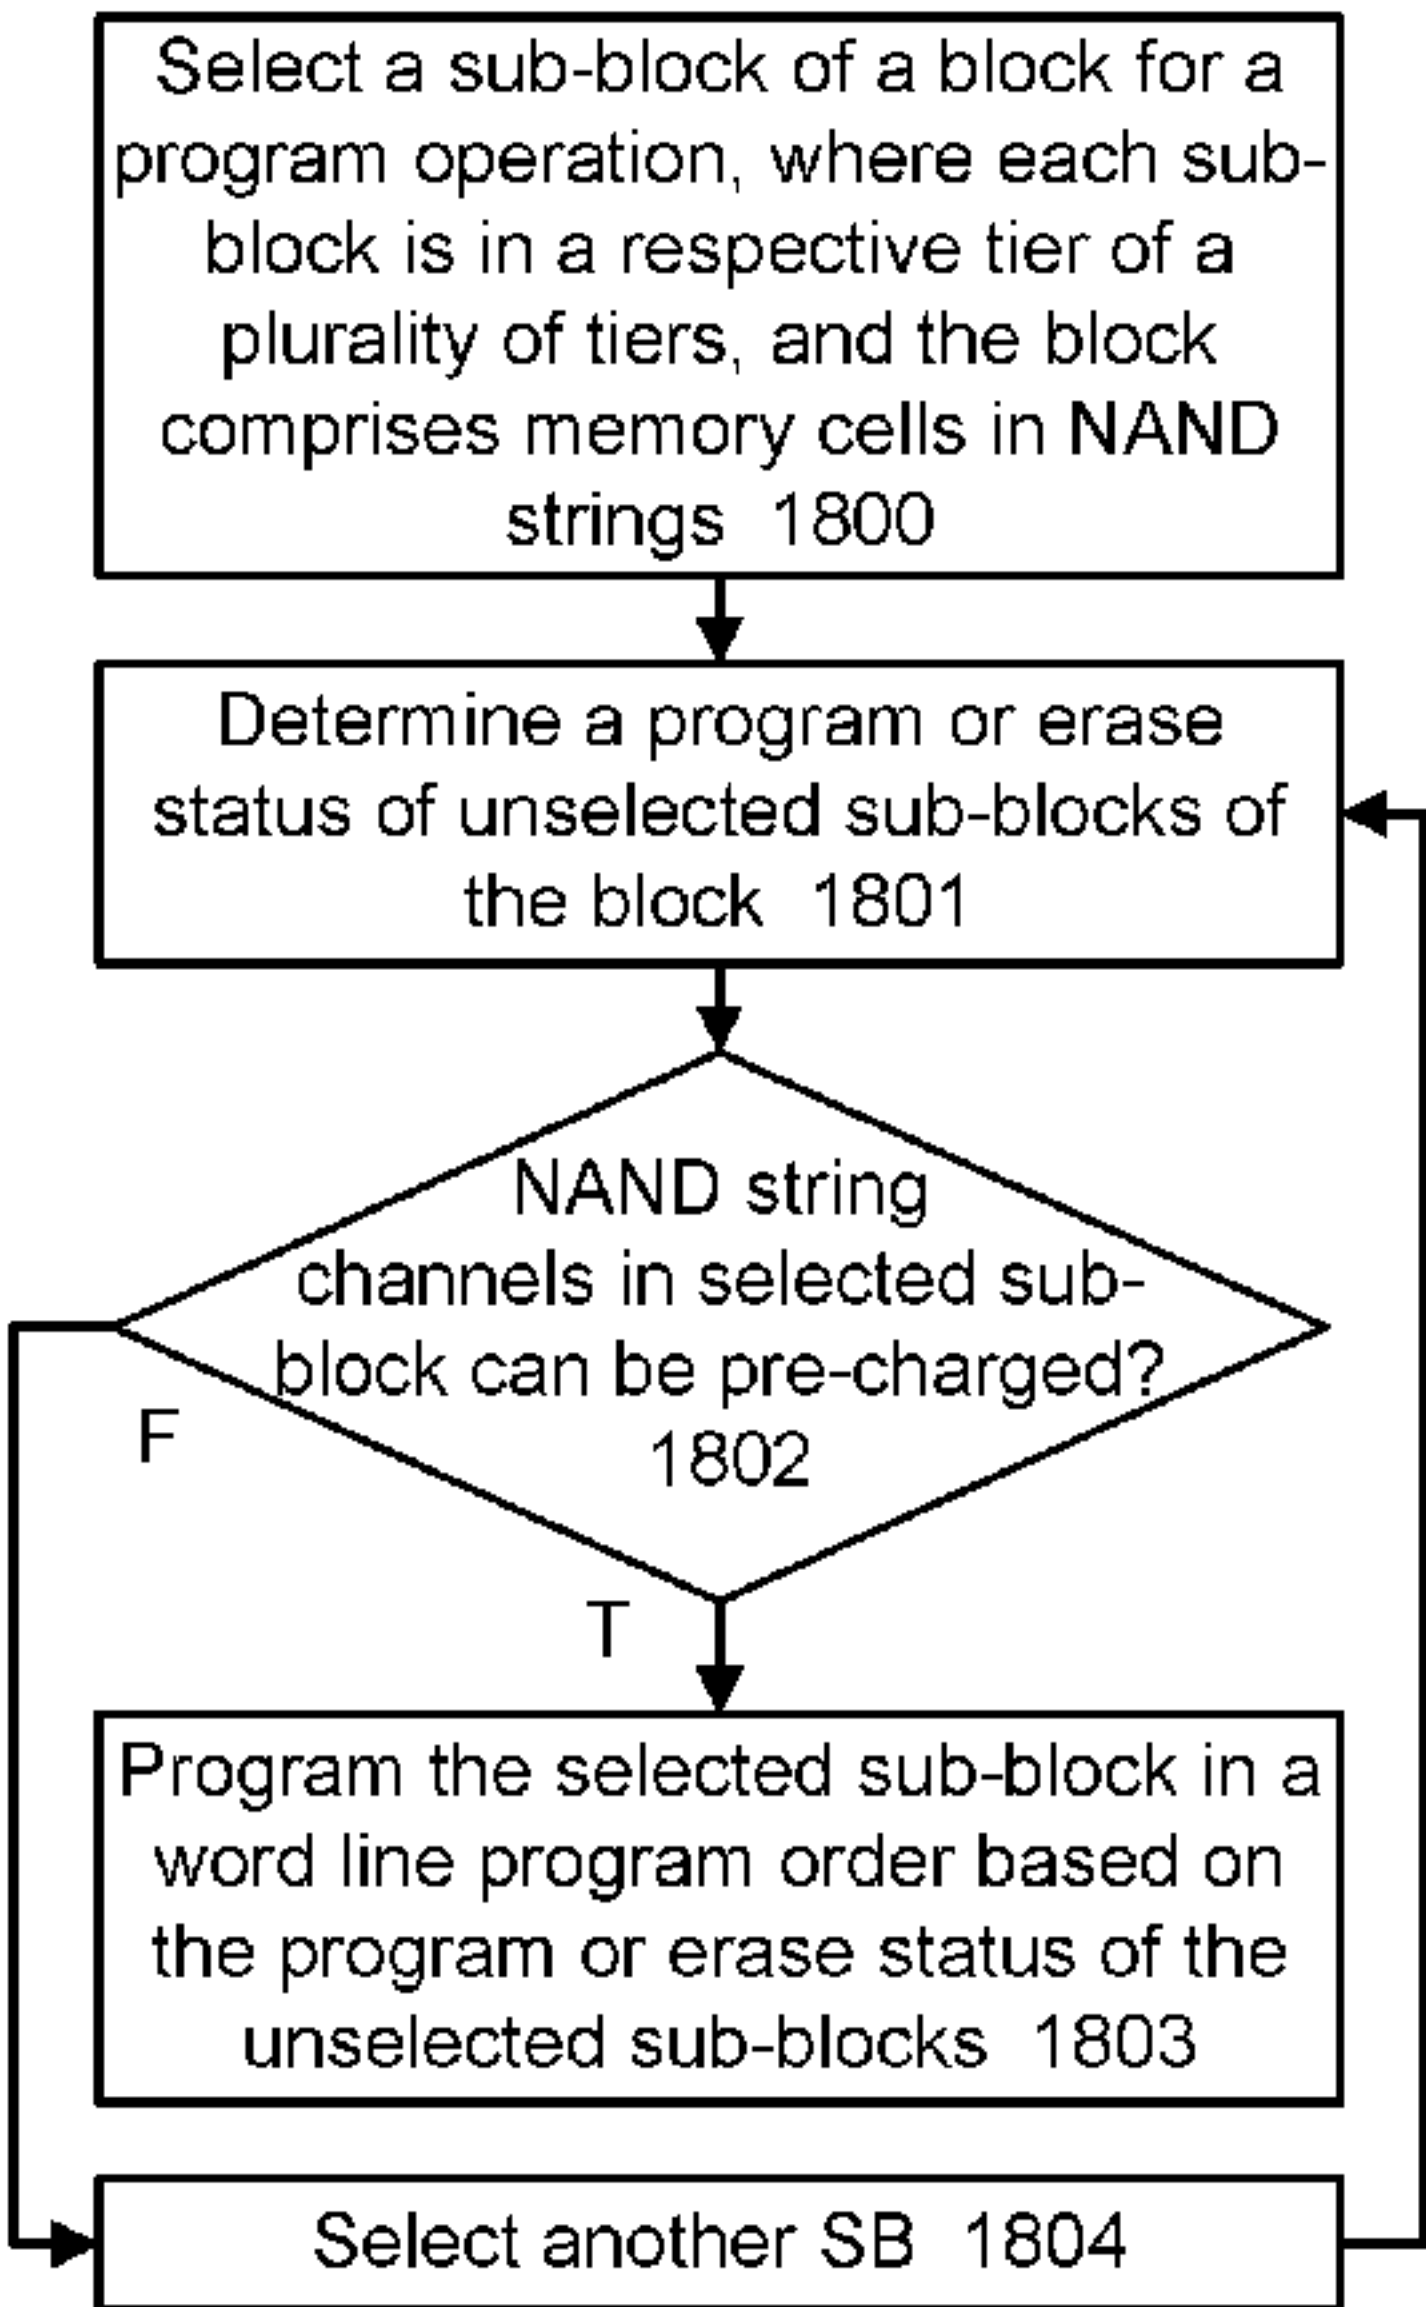 Select a sub-block of a block for a
program operation, where each sub-
block is in a respective tier of a
plurality of tiers, and the block
comprises memory cells in NAND
strings 1800
Determine a program or erase
status of unselected sub-blocks of
the block 1801
NAND string
channels in selected sub-
block can be pre-charged?
1802
F
T
Program the selected sub-block in a
word line program order based on
the program or erase status of the
unselected sub-blocks 1803
Select another SB 1804